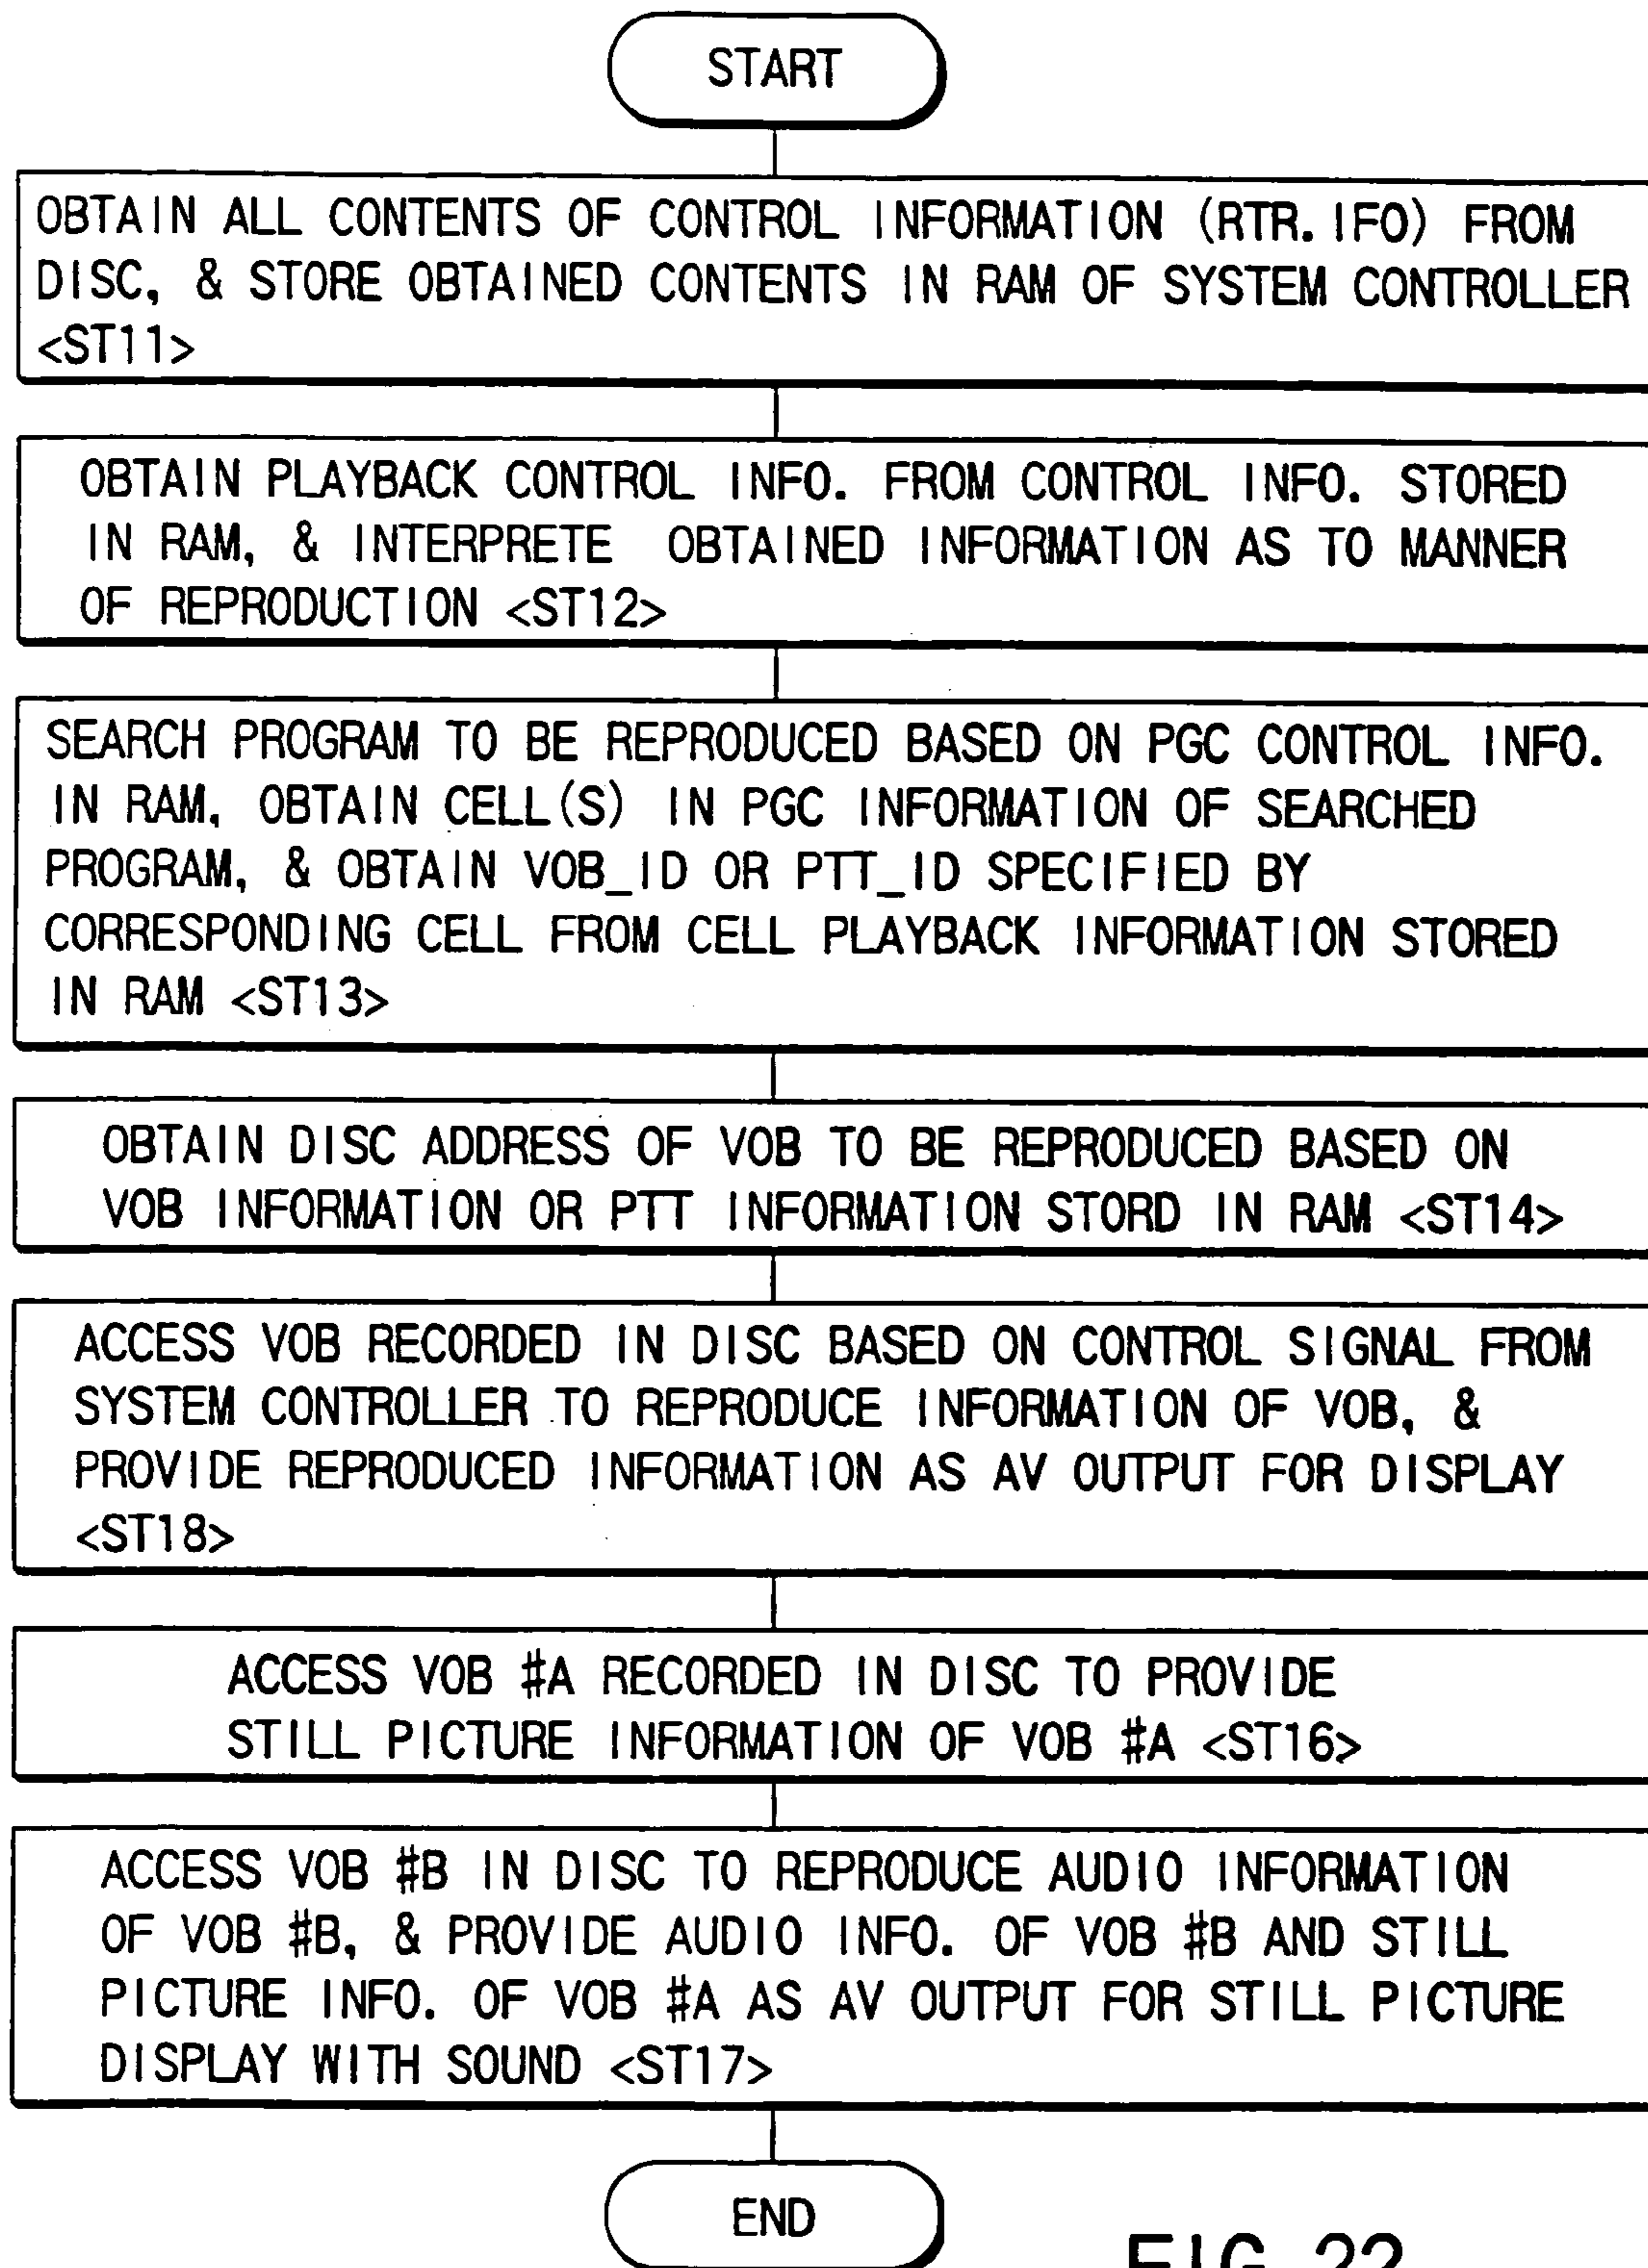 START
OBTAIN ALL CONTENTS OF CONTROL INFORMATION (RTR.IFO) FROM
DISC, & STORE OBTAINED CONTENTS IN RAM OF SYSTEM CONTROLLER
<ST11>
OBTAIN PLAYBACK CONTROL INFO. FROM CONTROL INFO. STORED
IN RAM, & INTERPRETE OBTAINED INFORMATION AS TO MANNER
OF REPRODUCTION <ST12>
SEARCH PROGRAM TO BE REPRODUCED BASED ON PGC CONTROL INFO.
IN RAM, OBTAIN CELL(S) IN PGC INFORMATION OF SEARCHED
PROGRAM, & OBTAIN VOB_ID OR PTT_ID SPECIFIED BY
CORRESPONDING CELL FROM CELL PLAYBACK INFORMATION STORED
IN RAM <ST13>
OBTAIN DISC ADDRESS OF VOB TO BE REPRODUCED BASED ON
VOB INFORMATION OR PTT INFORMATION STORD IN RAM <ST14>
ACCESS VOB RECORDED IN DISC BASED ON CONTROL SIGNAL FROM
SYSTEM CONTROLLER TO REPRODUCE INFORMATION OF VOB, &
PROVIDE REPRODUCED INFORMATION AS AV OUTPUT FOR DISPLAY
<ST18>
ACCESS VOB #A RECORDED IN DISC TO PROVIDE
STILL PICTURE INFORMATION OF VOB #A <ST16>
ACCESS VOB #B IN DISC TO REPRODUCE AUDIO INFORMATION
OF VOB #B, & PROVIDE AUDIO INFO. OF VOB #B AND STILL
PICTURE INFO. OF VOB #A AS AV OUTPUT FOR STILL PICTURE
DISPLAY WITH SOUND <ST17>
END
FIG. 22